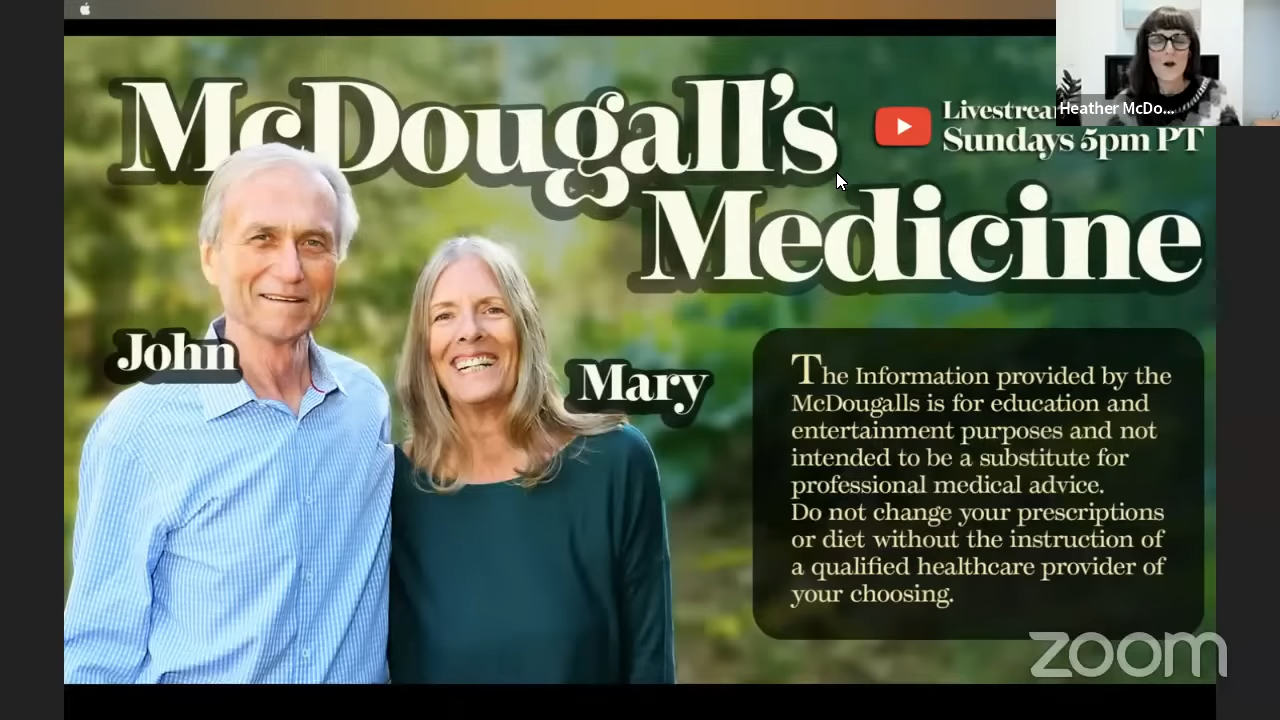 McDougall's
Medicine
Livestrea
Sundays 5pm PT
Heather McDo...
John
Mary
The Information provided by the
McDougalls is for education and
entertainment purposes and not
intended to be a substitute for
professional medical advice.
Do not change your prescriptions
or diet without the instruction of
a qualified healthcare provider of
your choosing.
zoom